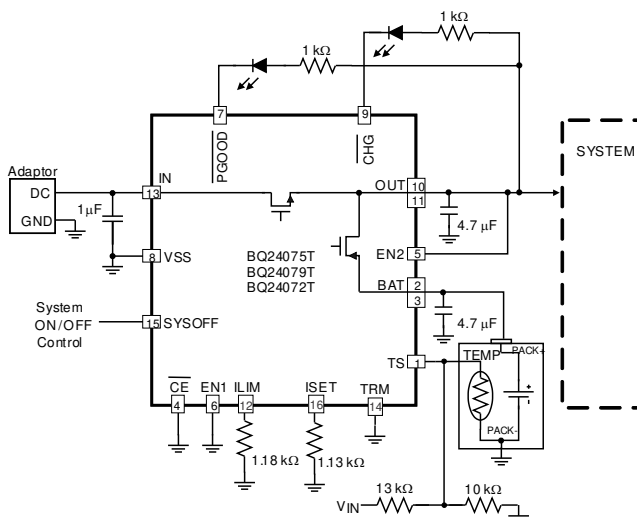 1 kΩ
1 kΩ
7
9
PGOOD
CHG
SYSTEM
Adaptor
DC
GND
IN
13
1 µF
8
VSS
OUT
10
11
4.7 µF
BQ24075T
BQ24079T
BQ24072T
EN2
5
BAT
2
3
4.7 µF
System
ON/OFF
Control
15
SYSOFF
TS
1
TEMP
PACK+
+
-
PACK-
CE
EN1
ILIM
ISET
TRM
4
6
12
16
14
1.18 kΩ
1.13 kΩ
VIN
13 kΩ
10 kΩ